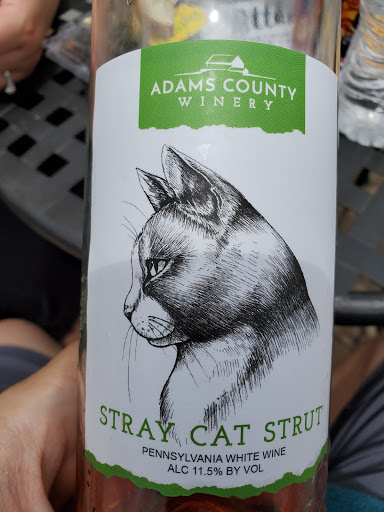 ADAMS COUNTY
WINERY
STRAY CAT STRUT
PENNSYLVANIA WHITE WINE
ALC 11.5% BY VOL